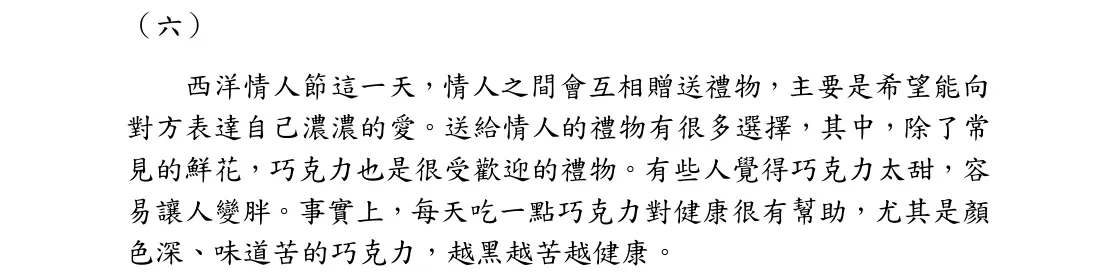 （六）
西洋情人節這一天，情人之間會互相贈送禮物，主要是希望能向
對方表達自己濃濃的愛。送給情人的禮物有很多選擇，其中，除了常
見的鮮花，巧克力也是很受歡迎的禮物。有些人覺得巧克力太甜，容
易讓人變胖。事實上，每天吃一點巧克力對健康很有幫助，尤其是顏
色深、味道苦的巧克力，越黑越苦越健康。